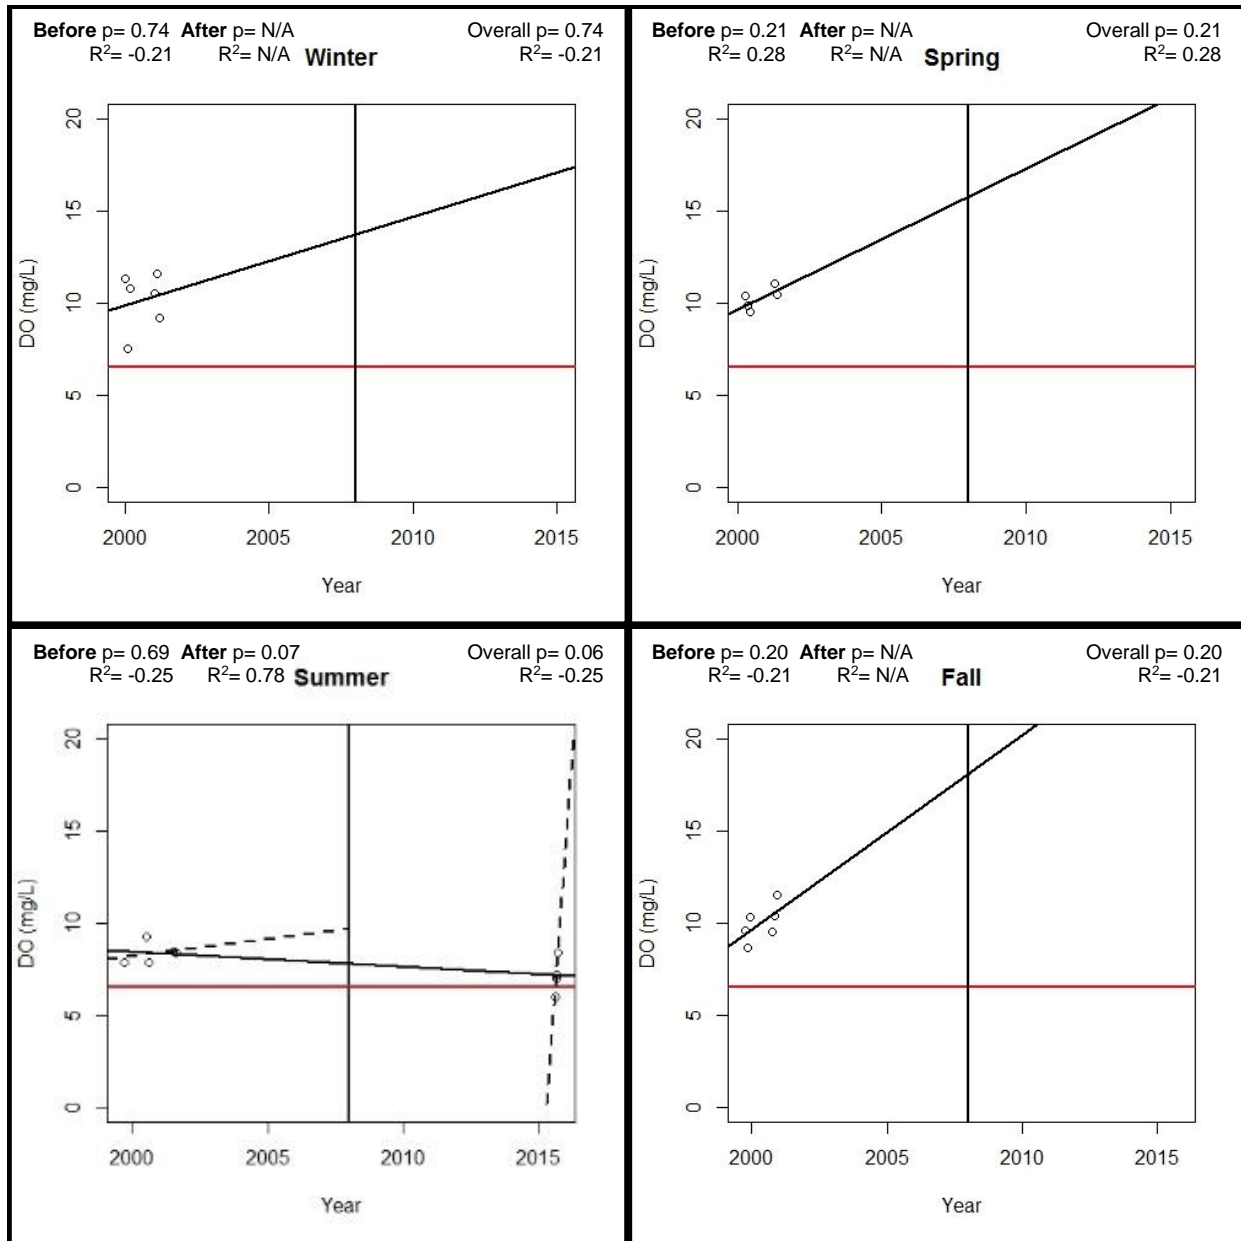 Before p= 0.74 After p= N/A Overall p= 0.74
R²= -0.21 R²= N/A Winter R²= -0.21
20
15
10
5
0
DO (mg/L)
2000 2005 2010 2015
Year
Before p= 0.21 After p= N/A Overall p= 0.21
R²= 0.28 R²= N/A Spring R²= 0.28
20
15
10
5
0
DO (mg/L)
2000 2005 2010 2015
Year
Before p= 0.69 After p= 0.07 Overall p= 0.06
R²= -0.25 R²= 0.78 Summer R²= -0.25
20
15
10
5
0
DO (mg/L)
2000 2005 2010 2015
Year
Before p= 0.20 After p= N/A Overall p= 0.20
R²= -0.21 R²= N/A Fall R²= -0.21
20
15
10
5
0
DO (mg/L)
2000 2005 2010 2015
Year